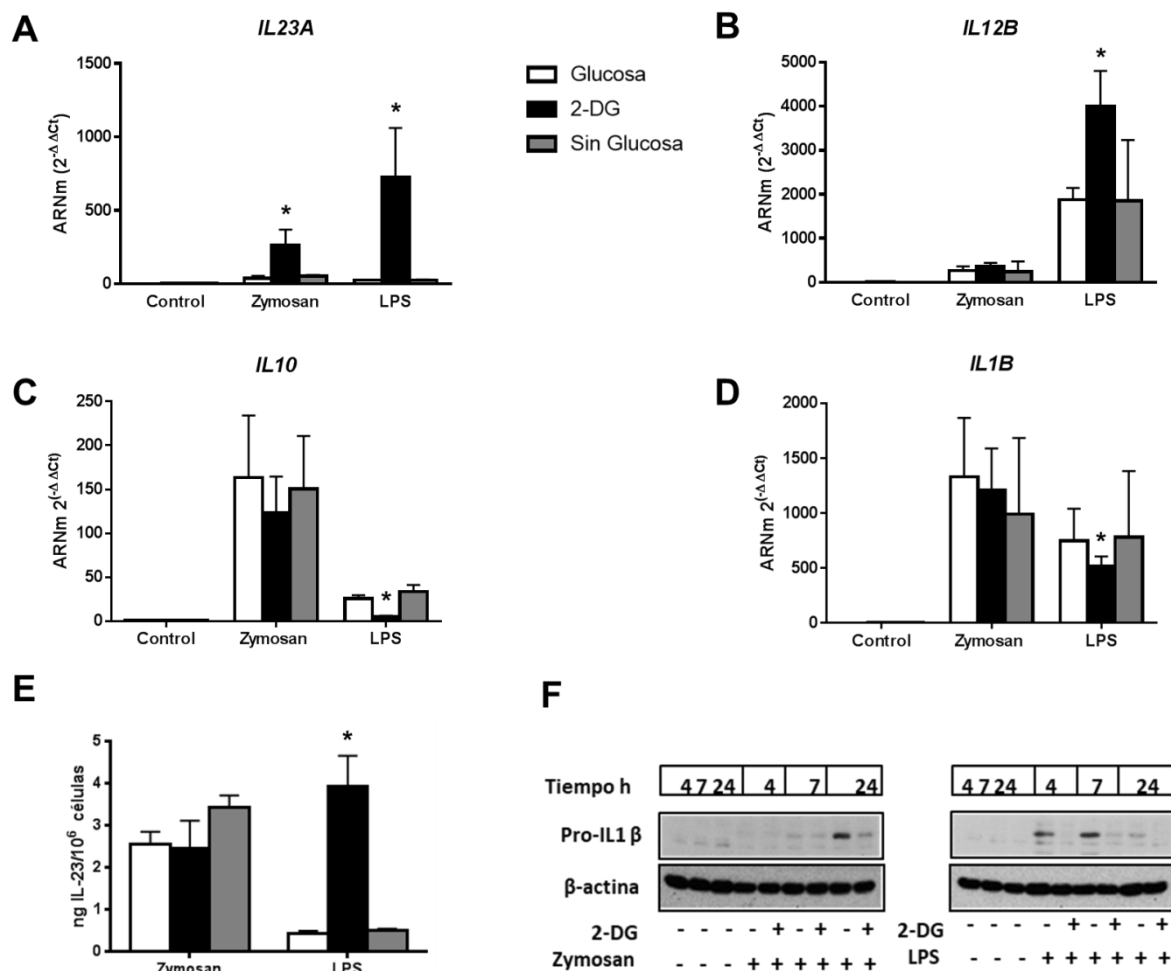 A
IL23A
ARNm (2-ΔΔCt)
1500
1000
500
0
*
*
Control
Zymosan
LPS
Glucosa
2-DG
Sin Glucosa
B
IL12B
ARNm (2-ΔΔCt)
5000
4000
3000
2000
1000
0
*
Control
Zymosan
LPS
C
IL10
ARNm 2(-ΔΔCt)
250
200
150
100
50
0
*
Control
Zymosan
LPS
D
IL1B
ARNm 2(-ΔΔCt)
2000
1500
1000
500
0
*
Control
Zymosan
LPS
E
ng IL-23/10⁶ células
5
4
3
2
1
0
*
Zymosan
LPS
F
Tiempo h
4 7 24 4 7 24
4 7 24 4 7 24
Pro-IL1 β
β-actina
2-DG - - - - + - + - +
Zymosan - - - + + + + + +
2-DG - - - - + - + - +
LPS - - - + + + + + +